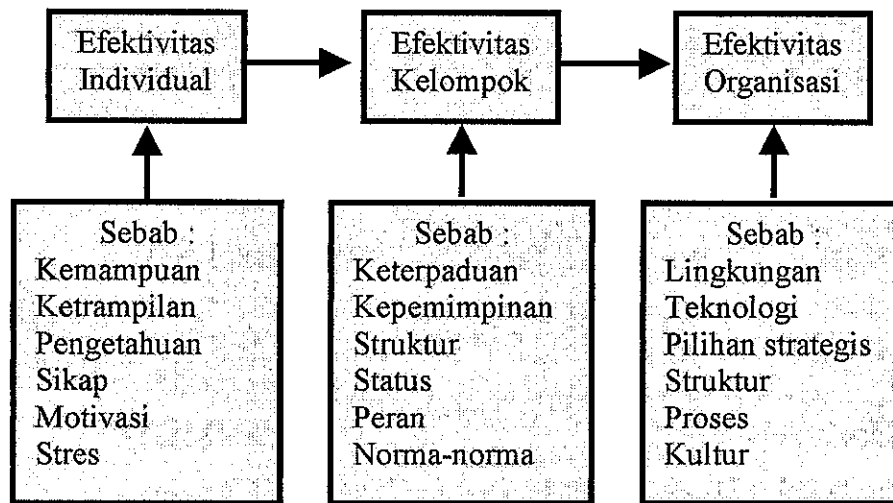 Efektivitas
Individual
Efektivitas
Kelompok
Efektivitas
Organisasi
Sebab :
Kemampuan
Ketrampilan
Pengetahuan
Sikap
Motivasi
Stres
Sebab :
Keterpaduan
Kepemimpinan
Struktur
Status
Peran
Norma-norma
Sebab :
Lingkungan
Teknologi
Pilihan strategis
Struktur
Proses
Kultur